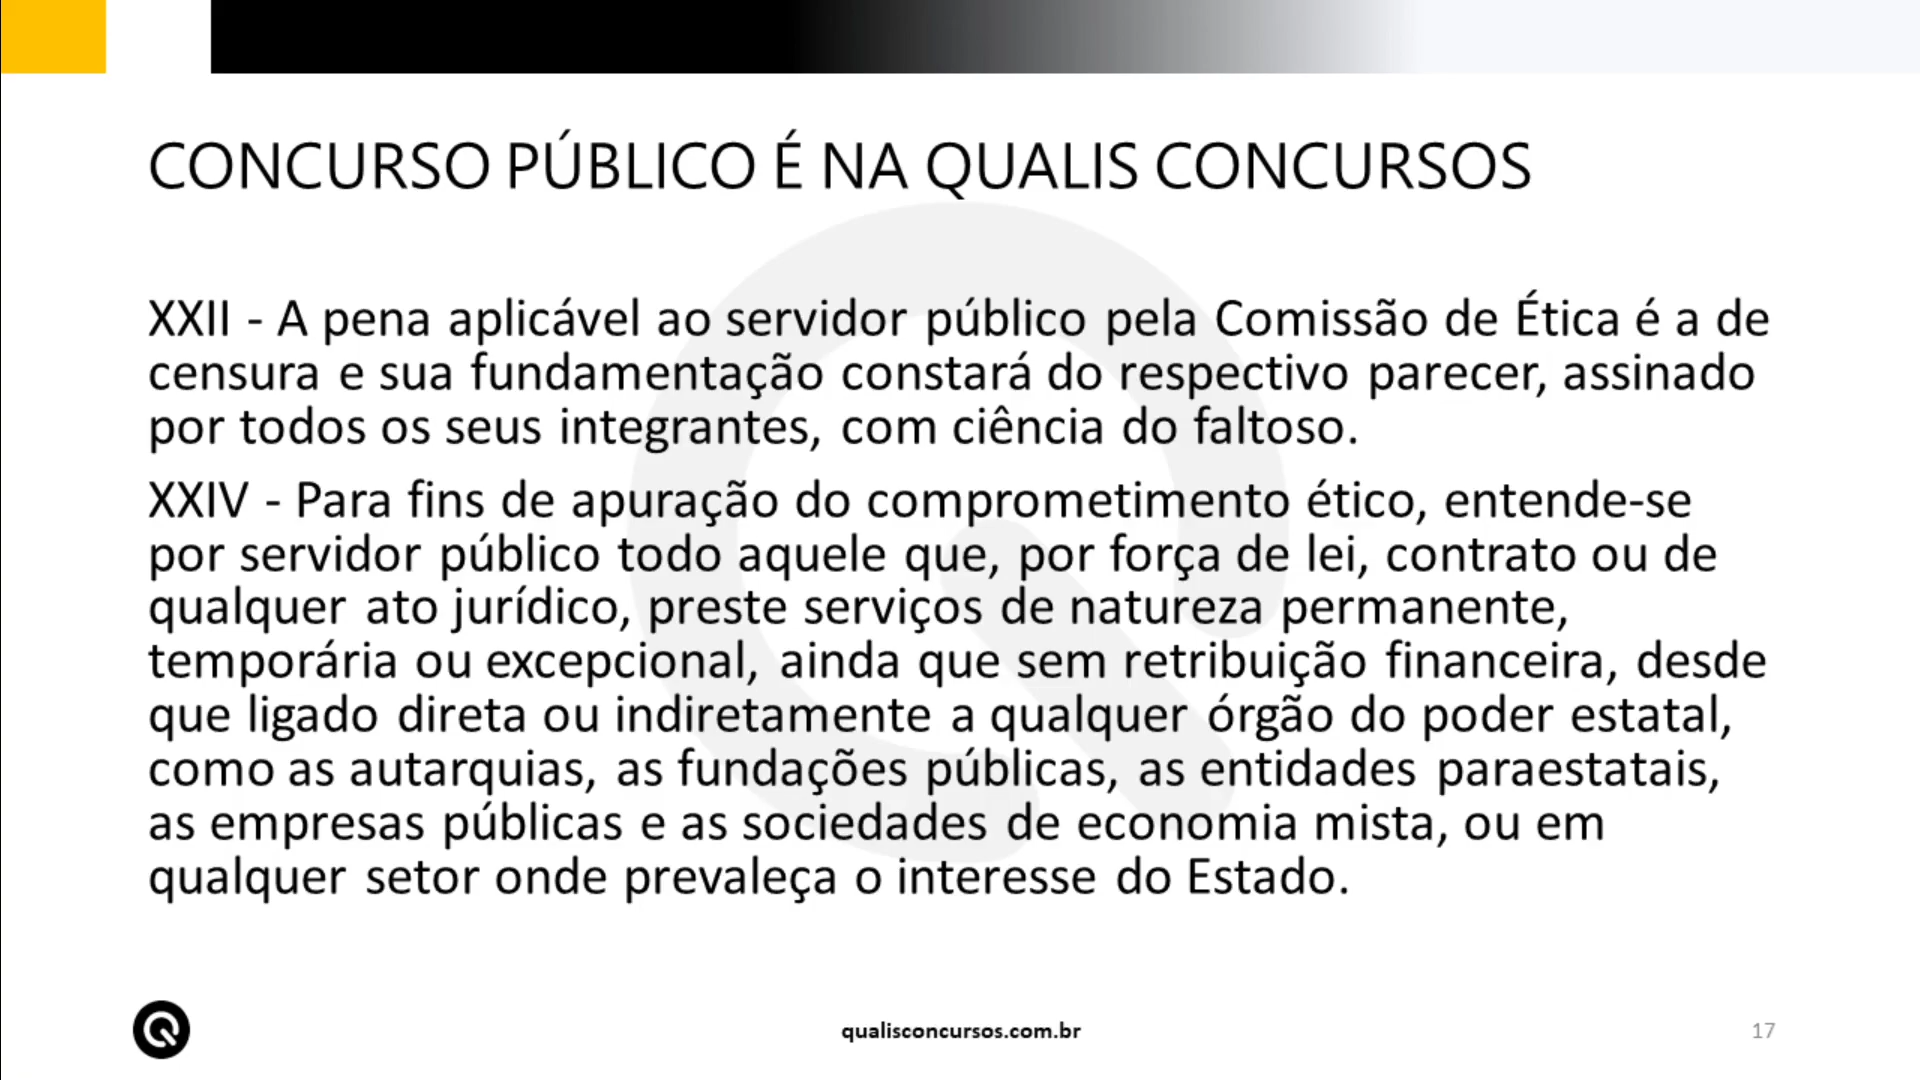 CONCURSO PÚBLICO É NA QUALIS CONCURSOS
XXII - A pena aplicável ao servidor público pela Comissão de Ética é a de
censura e sua fundamentação constará do respectivo parecer, assinado
por todos os seus integrantes, com ciência do faltoso.
XXIV - Para fins de apuração do comprometimento ético, entende-se
por servidor público todo aquele que, por força de lei, contrato ou de
qualquer ato jurídico, preste serviços de natureza permanente,
temporária ou excepcional, ainda que sem retribuição financeira, desde
que ligado direta ou indiretamente a qualquer órgão do poder estatal,
como as autarquias, as fundações públicas, as entidades paraestatais,
as empresas públicas e as sociedades de economia mista, ou em
qualquer setor onde prevaleça o interesse do Estado.
qualisconcursos.com.br
17